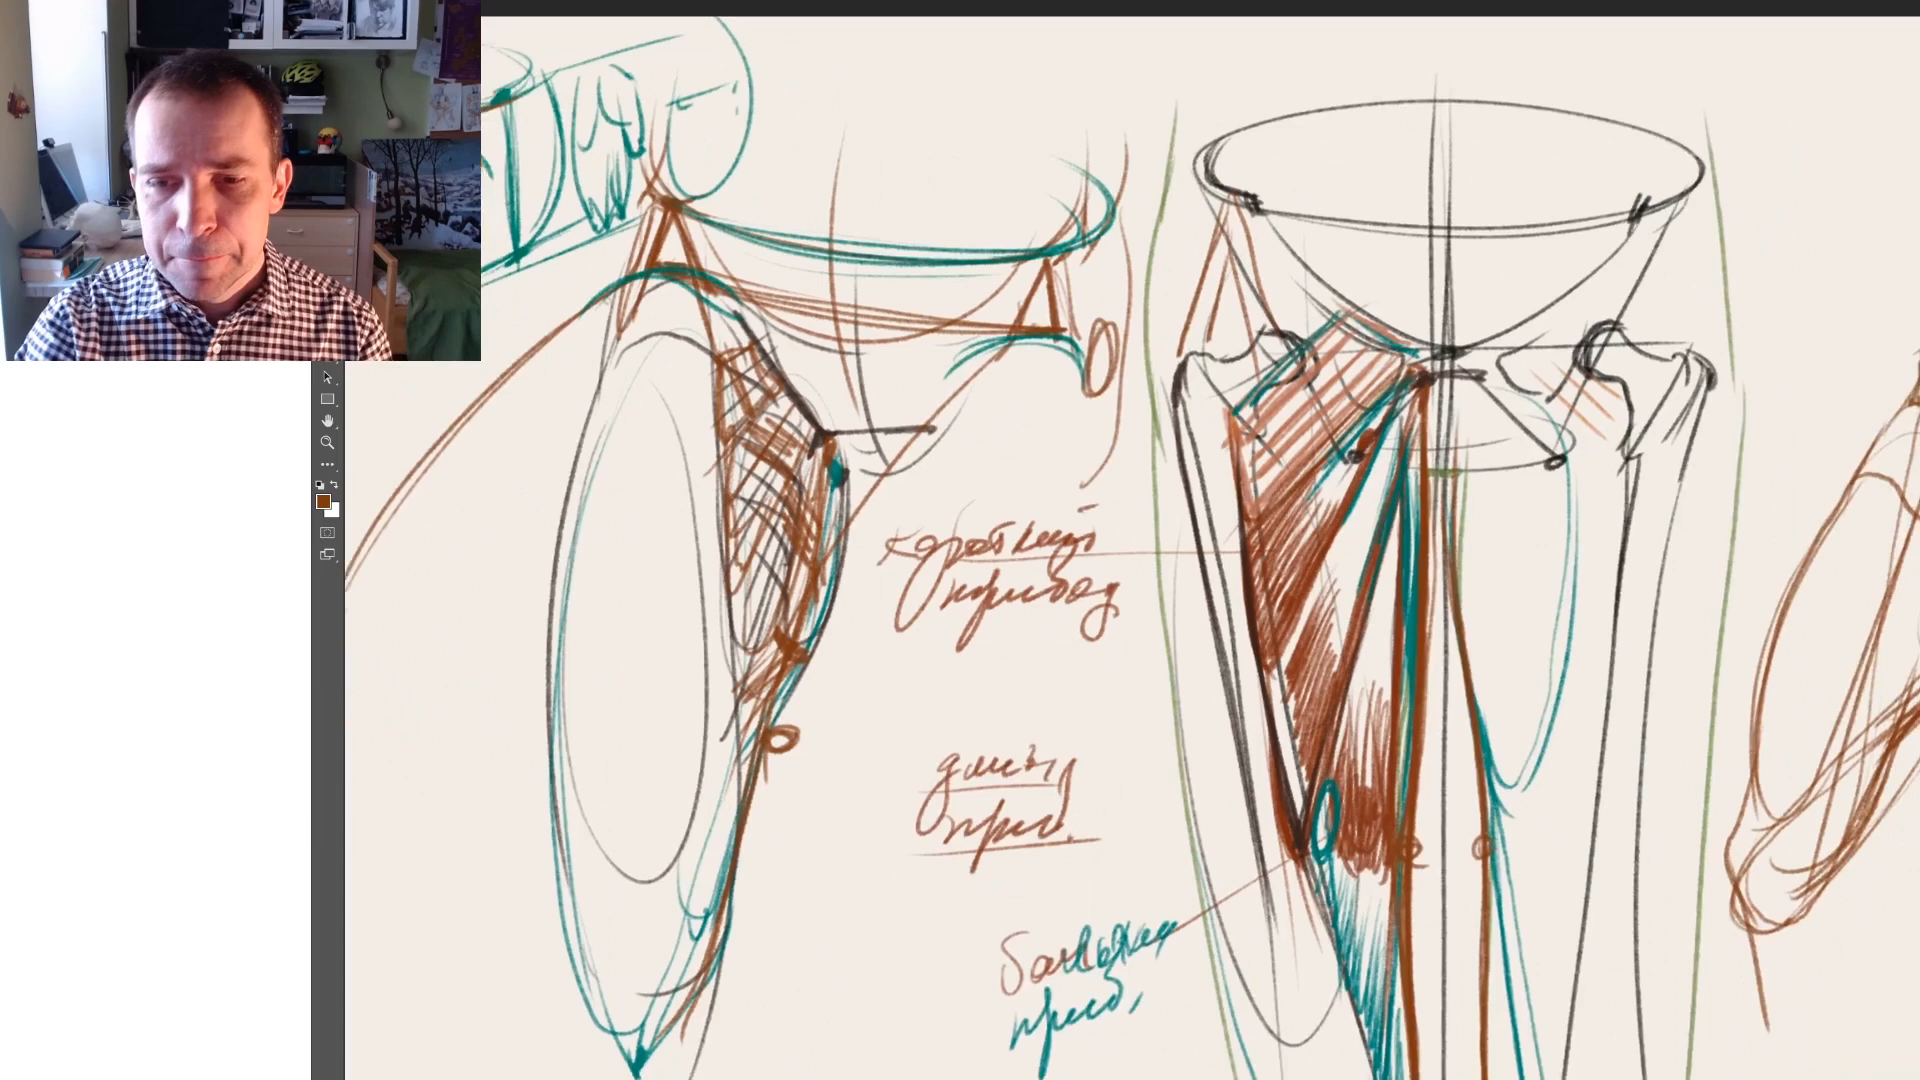 короткий
привод
длин
прив.
большая
прив,